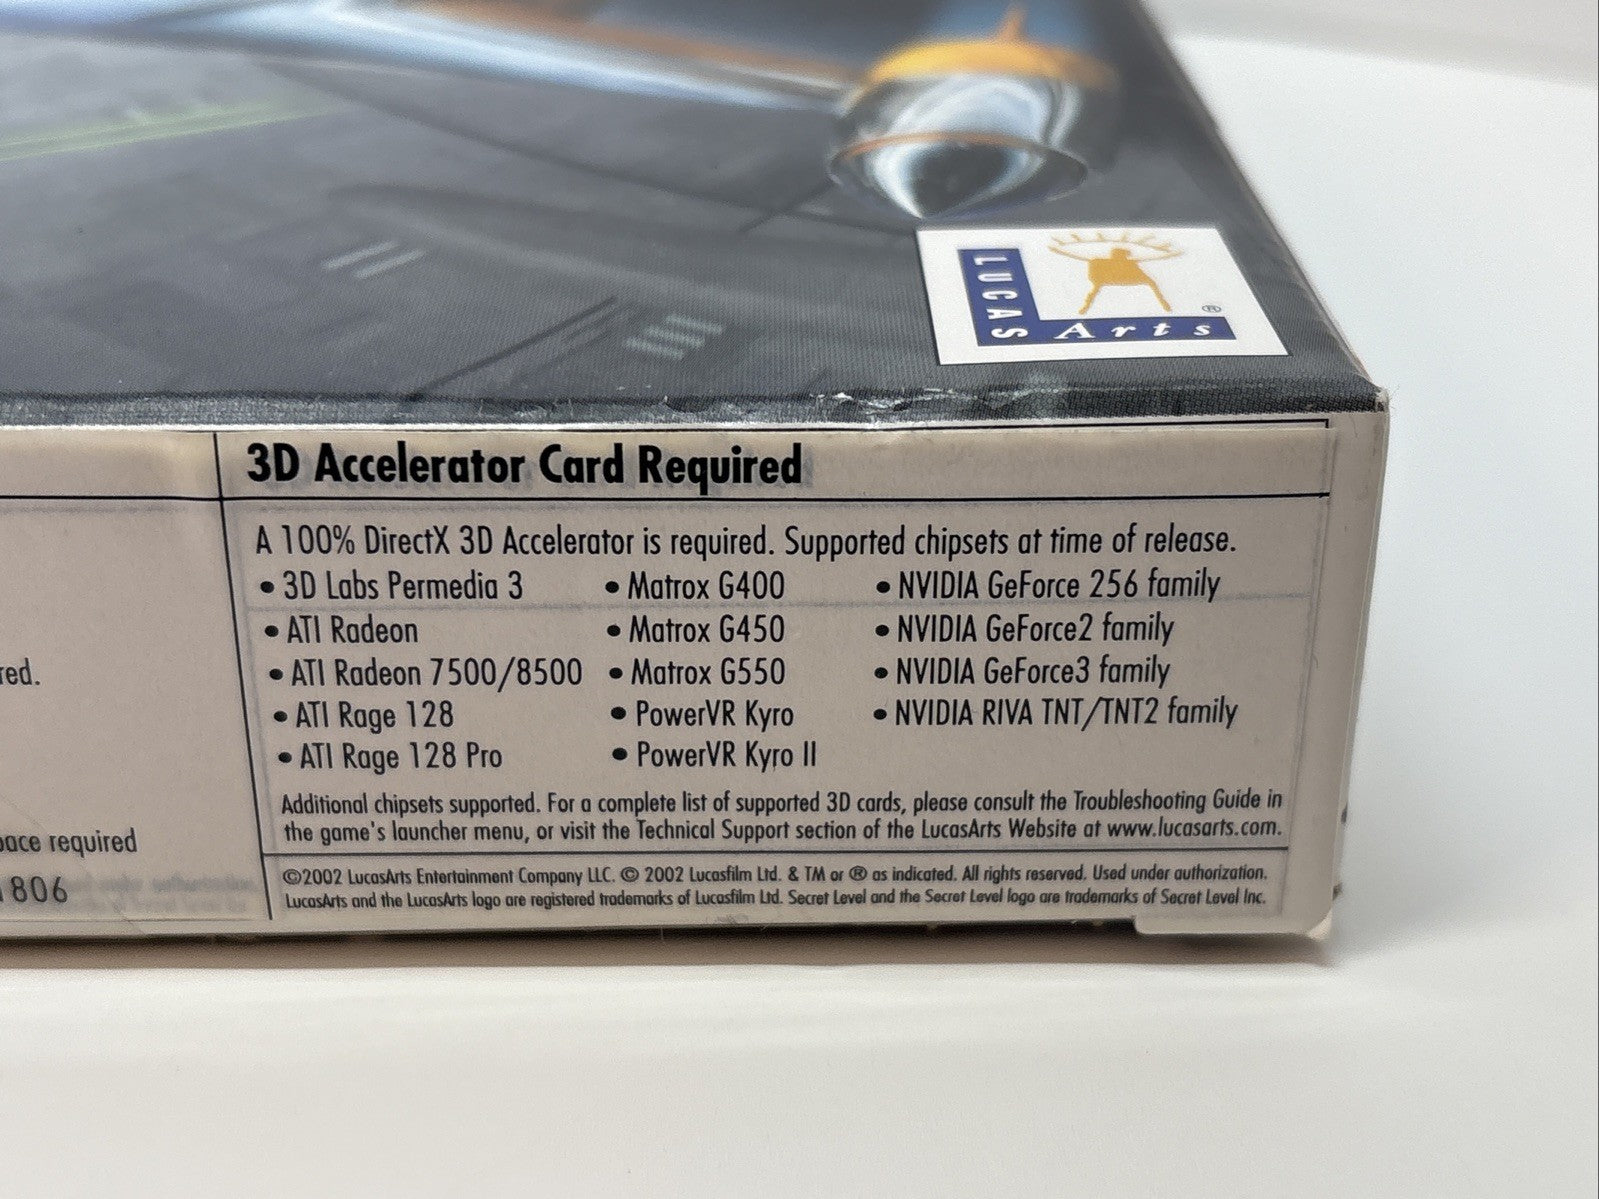 LUCAS
Arts ®
3D Accelerator Card Required
A 100% DirectX 3D Accelerator is required. Supported chipsets at time of release.
• 3D Labs Permedia 3
• ATI Radeon
• ATI Radeon 7500/8500
• ATI Rage 128
• ATI Rage 128 Pro
• Matrox G400
• Matrox G450
• Matrox G550
• PowerVR Kyro
• PowerVR Kyro II
• NVIDIA GeForce 256 family
• NVIDIA GeForce2 family
• NVIDIA GeForce3 family
• NVIDIA RIVA TNT/TNT2 family
Additional chipsets supported. For a complete list of supported 3D cards, please consult the Troubleshooting Guide in
the game's launcher menu, or visit the Technical Support section of the LucasArts Website at www.lucasarts.com.
©2002 LucasArts Entertainment Company LLC. © 2002 Lucasfilm Ltd. & TM or ® as indicated. All rights reserved. Used under authorization.
LucasArts and the LucasArts logo are registered trademarks of Lucasfilm Ltd. Secret Level and the Secret Level logo are trademarks of Secret Level Inc.
required
1806